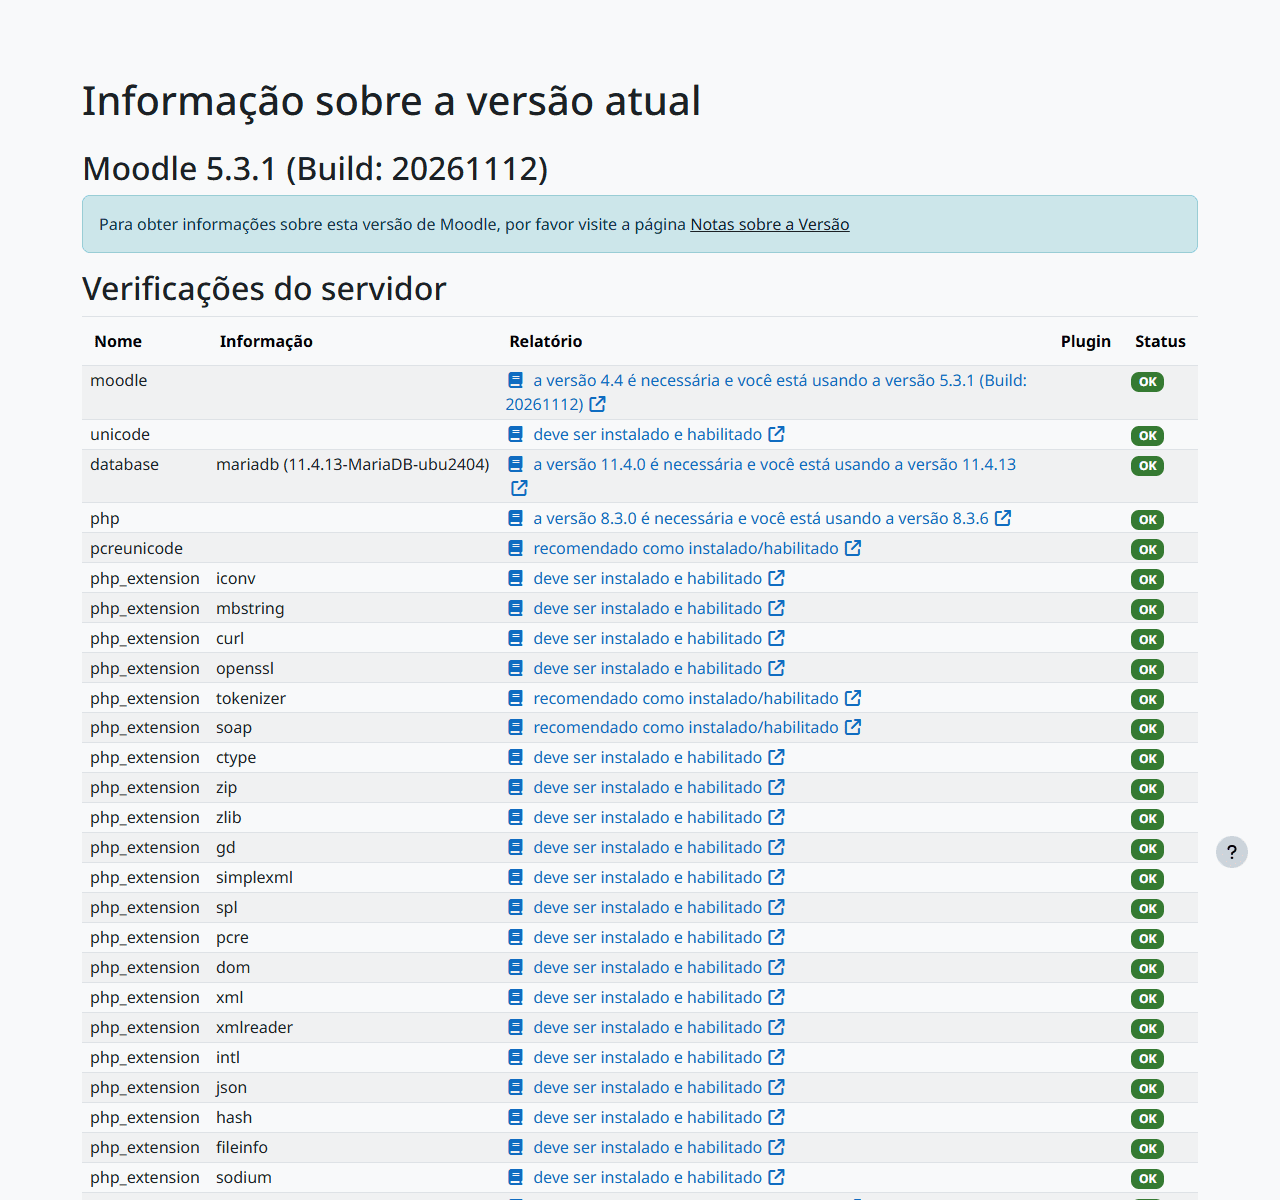 Informação sobre a versão atual
Moodle 5.3.1 (Build: 20261112)
Para obter informações sobre esta versão de Moodle, por favor visite a página Notas sobre a Versão
Verificações do servidor
Nome Informação Relatório Plugin Status
moodle a versão 4.4 é necessária e você está usando a versão 5.3.1 (Build: OK
20261112)
unicode deve ser instalado e habilitado OK
database mariadb (11.4.13-MariaDB-ubu2404) a versão 11.4.0 é necessária e você está usando a versão 11.4.13 OK
php a versão 8.3.0 é necessária e você está usando a versão 8.3.6 OK
pcreunicode recomendado como instalado/habilitado OK
php_extension iconv deve ser instalado e habilitado OK
php_extension mbstring deve ser instalado e habilitado OK
php_extension curl deve ser instalado e habilitado OK
php_extension openssl deve ser instalado e habilitado OK
php_extension tokenizer recomendado como instalado/habilitado OK
php_extension soap recomendado como instalado/habilitado OK
php_extension ctype deve ser instalado e habilitado OK
php_extension zip deve ser instalado e habilitado OK
php_extension zlib deve ser instalado e habilitado OK
php_extension gd deve ser instalado e habilitado OK
?
php_extension simplexml deve ser instalado e habilitado OK
php_extension spl deve ser instalado e habilitado OK
php_extension pcre deve ser instalado e habilitado OK
php_extension dom deve ser instalado e habilitado OK
php_extension xml deve ser instalado e habilitado OK
php_extension xmlreader deve ser instalado e habilitado OK
php_extension intl deve ser instalado e habilitado OK
php_extension json deve ser instalado e habilitado OK
php_extension hash deve ser instalado e habilitado OK
php_extension fileinfo deve ser instalado e habilitado OK
php_extension sodium deve ser instalado e habilitado OK